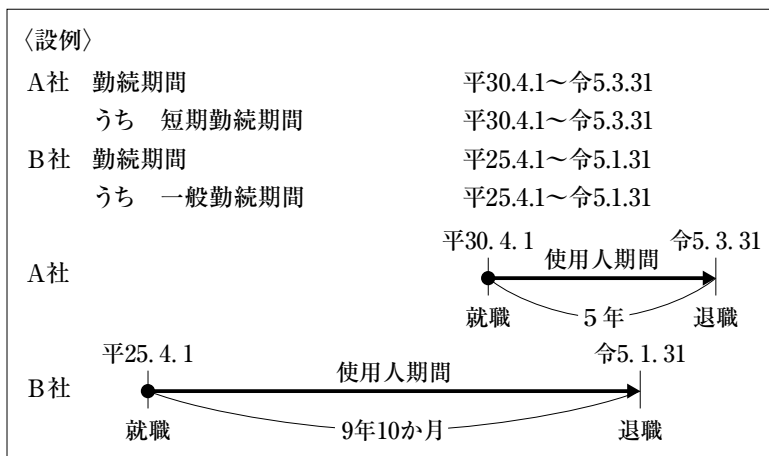 〈設例〉
A社 勤続期間 平30.4.1~令5.3.31
うち 短期勤続期間 平30.4.1~令5.3.31
B社 勤続期間 平25.4.1~令5.1.31
うち 一般勤続期間 平25.4.1~令5.1.31
平30. 4. 1 令5. 3. 31
A社 使用人期間
就職 5年 退職
平25. 4. 1 令5. 1. 31
B社 使用人期間
就職 9年10か月 退職